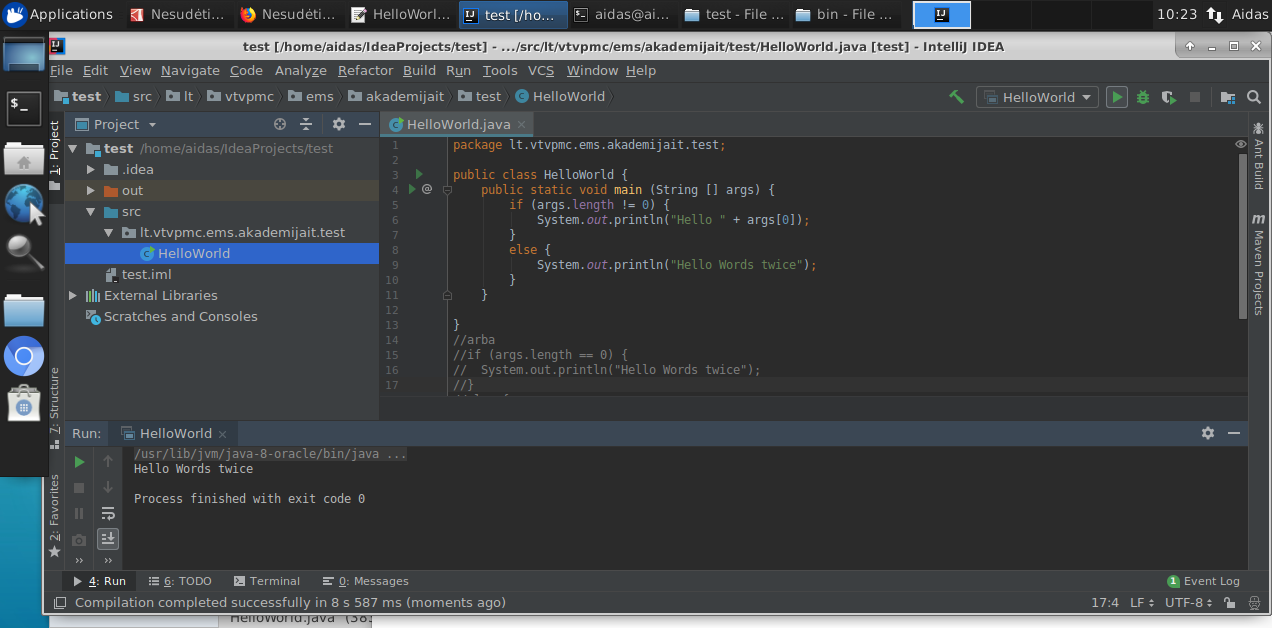 Applications Nesudėti... Nesudėti... HelloWorl... test [/ho... aidas@ai... test - File ... bin - File ... 10:23 Aidas
test [/home/aidas/IdeaProjects/test] - .../src/lt/vtvpmc/ems/akademijait/test/HelloWorld.java [test] - IntelliJ IDEA
File Edit View Navigate Code Analyze Refactor Build Run Tools VCS Window Help
test src lt vtvpmc ems akademijait test HelloWorld HelloWorld
Project HelloWorld.java
1: Project
test /home/aidas/IdeaProjects/test
.idea
out
src
lt.vtvpmc.ems.akademijait.test
HelloWorld
test.iml
External Libraries
Scratches and Consoles
1 package lt.vtvpmc.ems.akademijait.test;
2
3 public class HelloWorld {
4 @ public static void main (String [] args) {
5 if (args.length != 0) {
6 System.out.println("Hello " + args[0]);
7 }
8 else {
9 System.out.println("Hello Words twice");
10 }
11 }
12
13 }
14 //arba
15 //if (args.length == 0) {
16 // System.out.println("Hello Words twice");
17 //}
Ant Build
m Maven Projects
7: Structure
2: Favorites
Run: HelloWorld
/usr/lib/jvm/java-8-oracle/bin/java ...
Hello Words twice
Process finished with exit code 0
4: Run 6: TODO Terminal 0: Messages 1 Event Log
Compilation completed successfully in 8 s 587 ms (moments ago) 17:4 LF UTF-8
HelloWorld.java (383